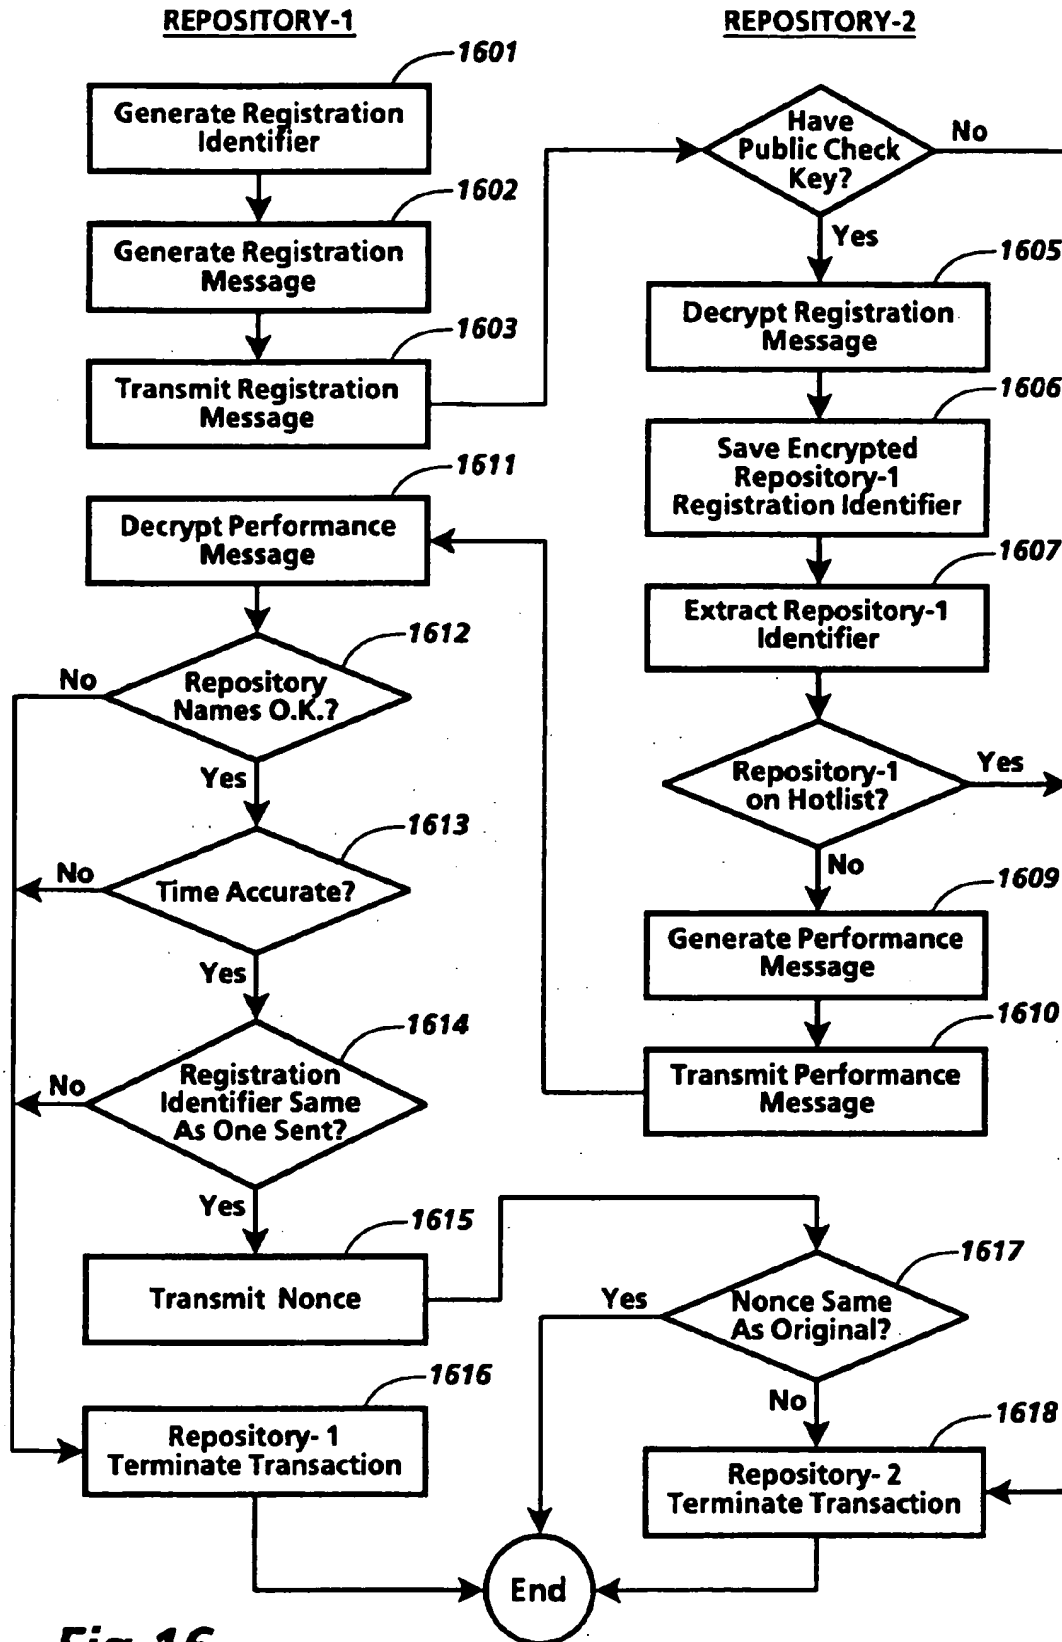 REPOSITORY-1
1601
Generate Registration
Identifier
1602
Generate Registration
Message
1603
Transmit Registration
Message
1611
Decrypt Performance
Message
1612
Repository
Names O.K.?
No
Yes
1613
Time Accurate?
No
Yes
1614
Registration
Identifier Same
As One Sent?
No
Yes
1615
Transmit Nonce
1616
Repository- 1
Terminate Transaction
REPOSITORY-2
Have
Public Check
Key?
No
Yes
1605
Decrypt Registration
Message
1606
Save Encrypted
Repository-1
Registration Identifier
1607
Extract Repository-1
Identifier
Repository-1
on Hotlist?
Yes
No
1609
Generate Performance
Message
1610
Transmit Performance
Message
1617
Nonce Same
As Original?
Yes
No
1618
Repository- 2
Terminate Transaction
End
Fig. 16